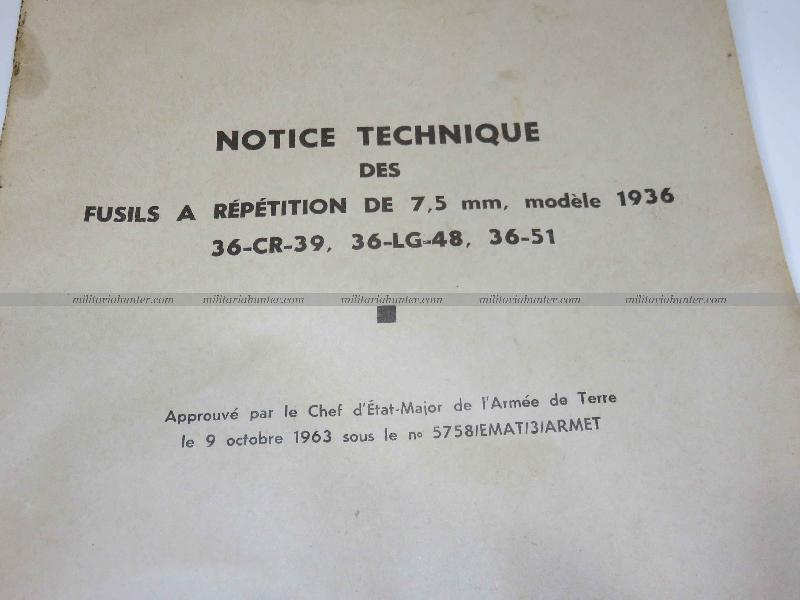 NOTICE TECHNIQUE
DES
FUSILS A RÉPÉTITION DE 7,5 mm, modèle 1936
36-CR-39, 36-LG-48, 36-51
militariahunter.com militariahunter.com militariahunter.com militariahunter.com militariahunter.com
Approuvé par le Chef d'État-Major de l'Armée de Terre
le 9 octobre 1963 sous le nº 5758/EMAT/3/ARMET